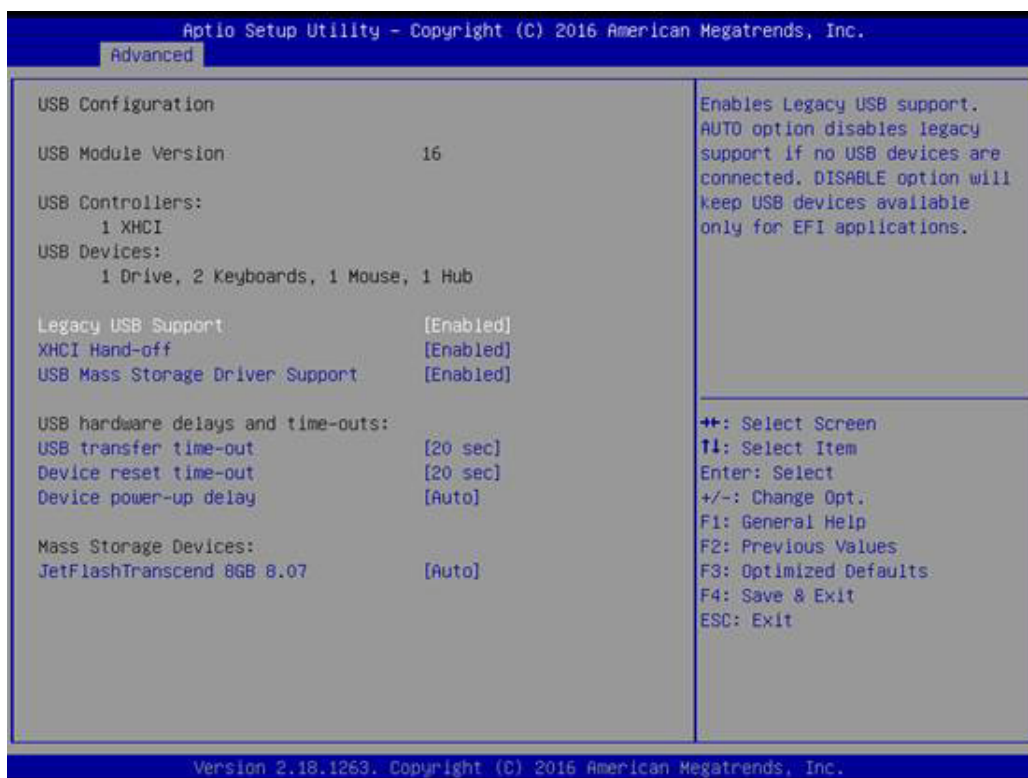 Aptio Setup Utility – Copyright (C) 2016 American Megatrends, Inc.
Advanced
USB Configuration
USB Module Version 16
USB Controllers:
1 XHCI
USB Devices:
1 Drive, 2 Keyboards, 1 Mouse, 1 Hub
Legacy USB Support [Enabled]
XHCI Hand-off [Enabled]
USB Mass Storage Driver Support [Enabled]
USB hardware delays and time-outs:
USB transfer time-out [20 sec]
Device reset time-out [20 sec]
Device power-up delay [Auto]
Mass Storage Devices:
JetFlashTranscend 8GB 8.07 [Auto]
Enables Legacy USB support.
AUTO option disables legacy
support if no USB devices are
connected. DISABLE option will
keep USB devices available
only for EFI applications.
→←: Select Screen
↑↓: Select Item
Enter: Select
+/-: Change Opt.
F1: General Help
F2: Previous Values
F3: Optimized Defaults
F4: Save & Exit
ESC: Exit
Version 2.18.1263. Copyright (C) 2016 American Megatrends, Inc.